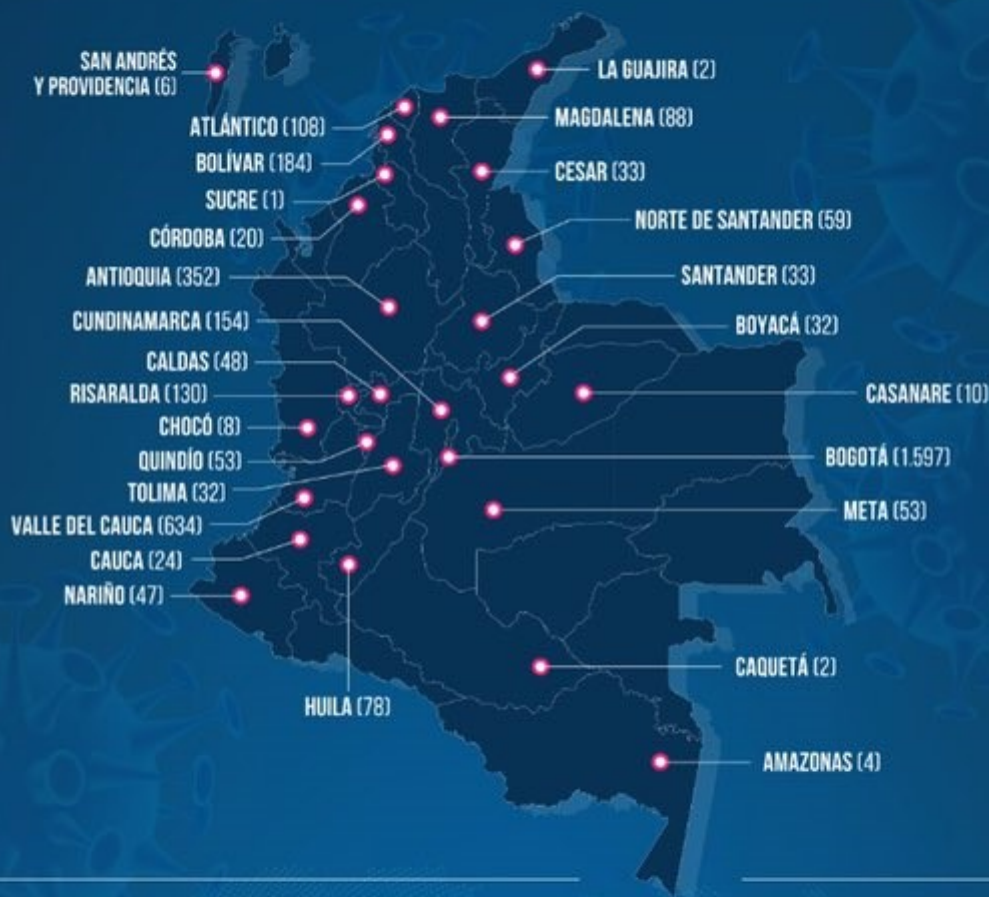 SAN ANDRÉS
Y PROVIDENCIA (6)
ATLÁNTICO (108)
BOLÍVAR (184)
SUCRE (1)
CÓRDOBA (20)
ANTIOQUIA (352)
CUNDINAMARCA (154)
CALDAS (48)
RISARALDA (130)
CHOCÓ (8)
QUINDÍO (53)
TOLIMA (32)
VALLE DEL CAUCA (634)
CAUCA (24)
NARIÑO (47)
HUILA (78)
LA GUAJIRA (2)
MAGDALENA (88)
CESAR (33)
NORTE DE SANTANDER (59)
SANTANDER (33)
BOYACÁ (32)
CASANARE (10)
BOGOTÁ (1.597)
META (53)
CAQUETÁ (2)
AMAZONAS (4)